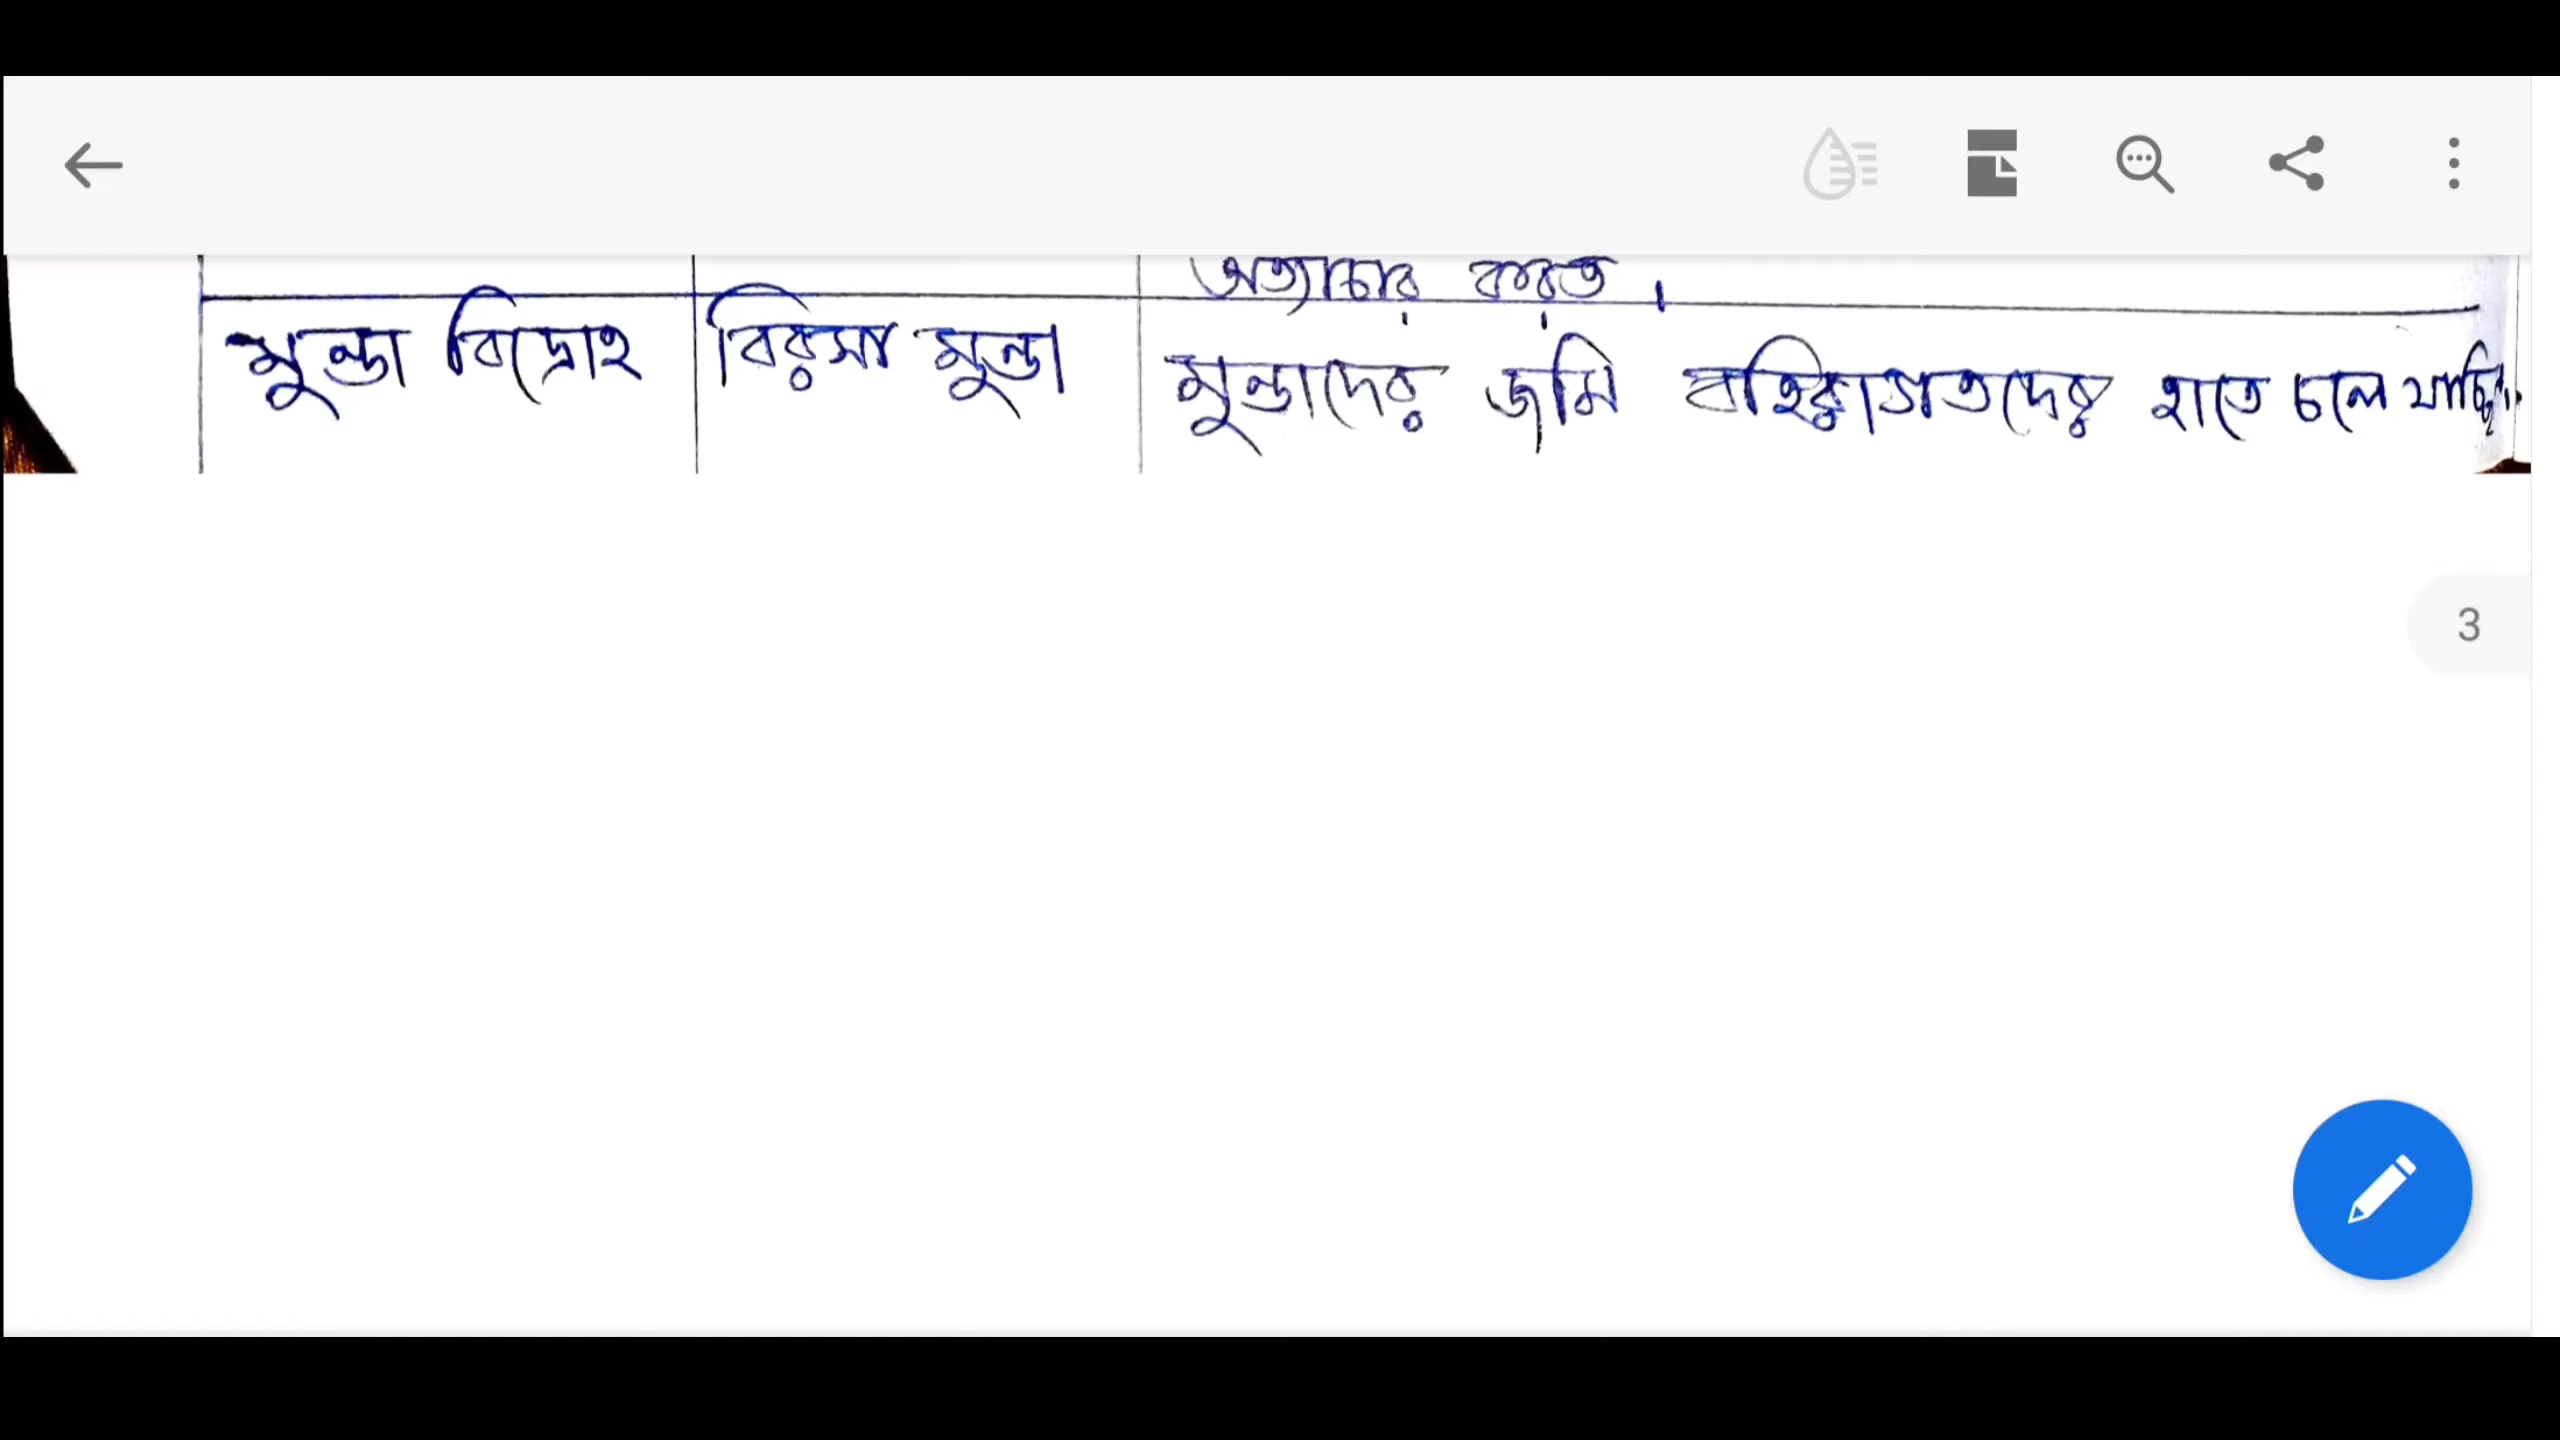 অত্যাচার করত ।
মুন্ডা বিদ্রোহ বিরসা মুন্ডা মুন্ডাদের জমি বহিরাগতদের হাতে চলে যাচ্ছিল
3